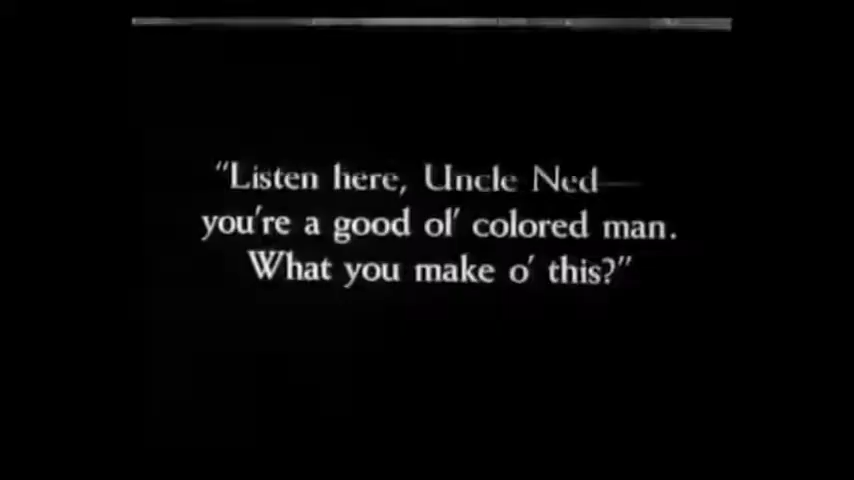 "Listen here, Uncle Ned—
you're a good ol' colored man.
What you make o' this?"